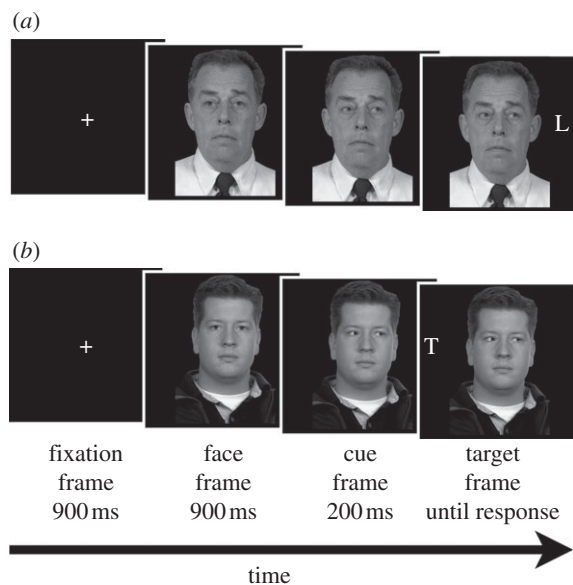 (a)
+
L
(b)
+
T
fixation
frame
900 ms
face
frame
900 ms
cue
frame
200 ms
target
frame
until response
time